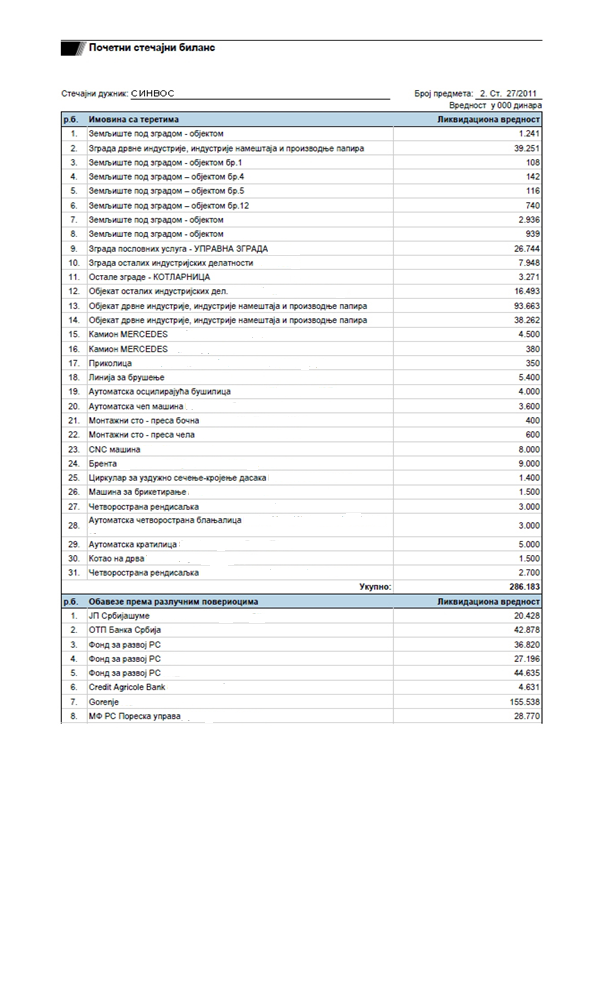 Почетни стечајни биланс
Стечајни дужник: СИНВОС Број предмета: 2. Ст. 27/2011
Вредност у 000 динара
р.б. Имовина са теретима Ликвидациона вредност
1. Земљиште под зградом - објектом 1.241
2. Зграда дрвне индустрије, индустрије намештаја и производње папира 39.251
3. Земљиште под зградом - објектом бр.1 108
4. Земљиште под зградом – објектом бр.4 142
5. Земљиште под зградом – објектом бр.5 116
6. Земљиште под зградом – објектом бр.12 740
7. Земљиште под зградом - објектом 2.936
8. Земљиште под зградом - објектом 939
9. Зграда пословних услуга - УПРАВНА ЗГРАДА 26.744
10. Зграда осталих индустријских делатности 7.948
11. Остале зграде - КОТЛАРНИЦА 3.271
12. Објекат осталих индустријских дел. 16.493
13. Објекат дрвне индустрије, индустрије намештаја и производње папира 93.663
14. Објекат дрвне индустрије, индустрије намештаја и производње папира 38.262
15. Камион MERCEDES 4.500
16. Камион MERCEDES 380
17. Приколица 350
18. Линија за брушење 5.400
19. Аутоматска осцилирајућа бушилица 4.000
20. Аутоматска чеп машина 3.600
21. Монтажни сто - преса бочна 400
22. Монтажни сто - преса чела 600
23. CNC машина 8.000
24. Брента 9.000
25. Циркулар за уздужно сечење-кројење дасака 1.400
26. Машина за брикетирање 1.500
27. Четворострана рендисаљка 3.000
28. Аутоматска четворострана блањалица 3.000
29. Аутоматска кратилица 5.000
30. Котао на дрва 1.500
31. Четворострана рендисаљка 2.700
Укупно: 286.183
р.б. Обавезе према разлучним повериоцима Ликвидациона вредност
1. ЈП Србијашуме 20.428
2. ОТП Банка Србија 42.878
3. Фонд за развој РС 36.820
4. Фонд за развој РС 27.196
5. Фонд за развој РС 44.635
6. Credit Agricole Bank 4.631
7. Gorenje 155.538
8. МФ РС Пореска управа 28.770